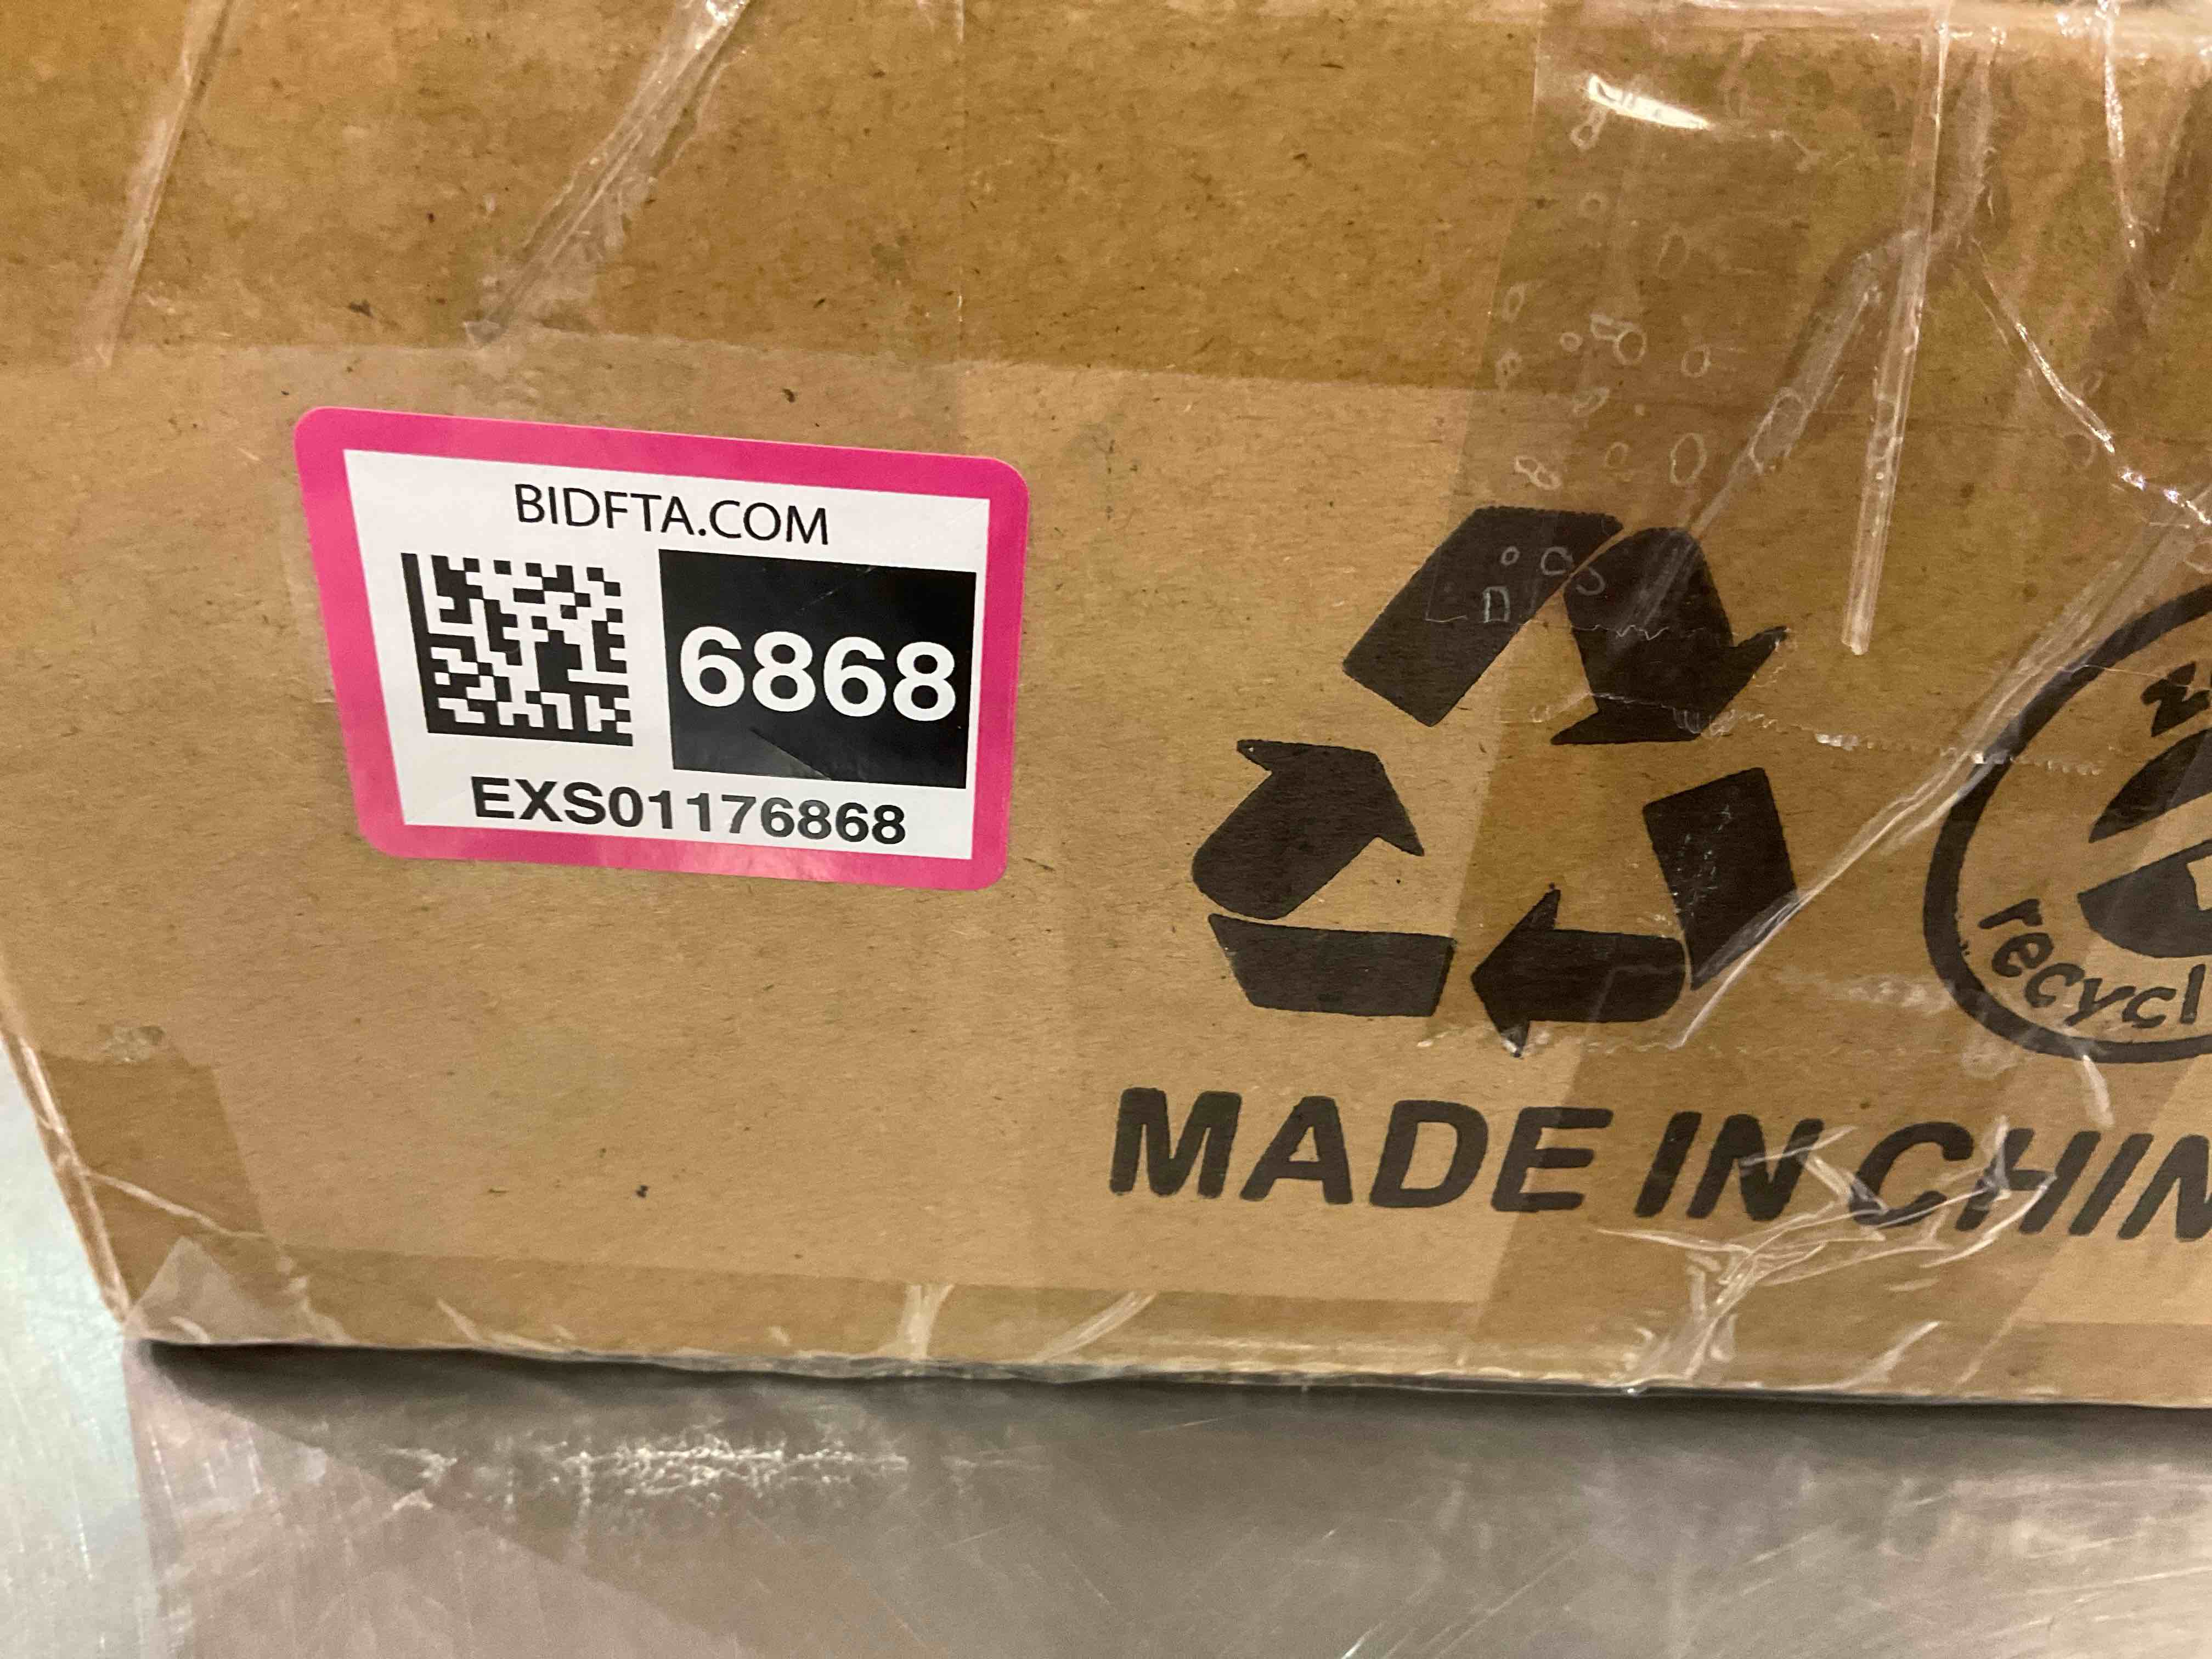 BIDFTA.COM
6868
EXS01176868
recycl
MADE IN CHIN